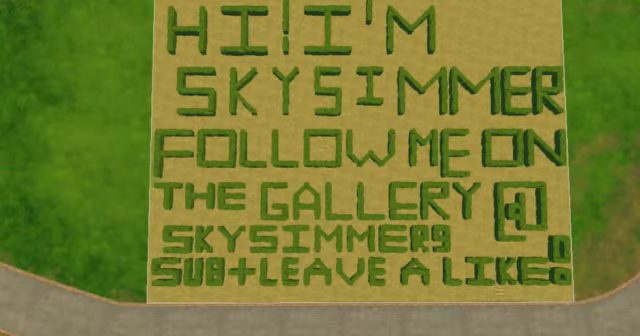 HI! I'M
SKYSIMMER
FOLLOW ME ON
THE GALLERY @
SKYSIMMER9
SUB+LEAVE A LIKE!